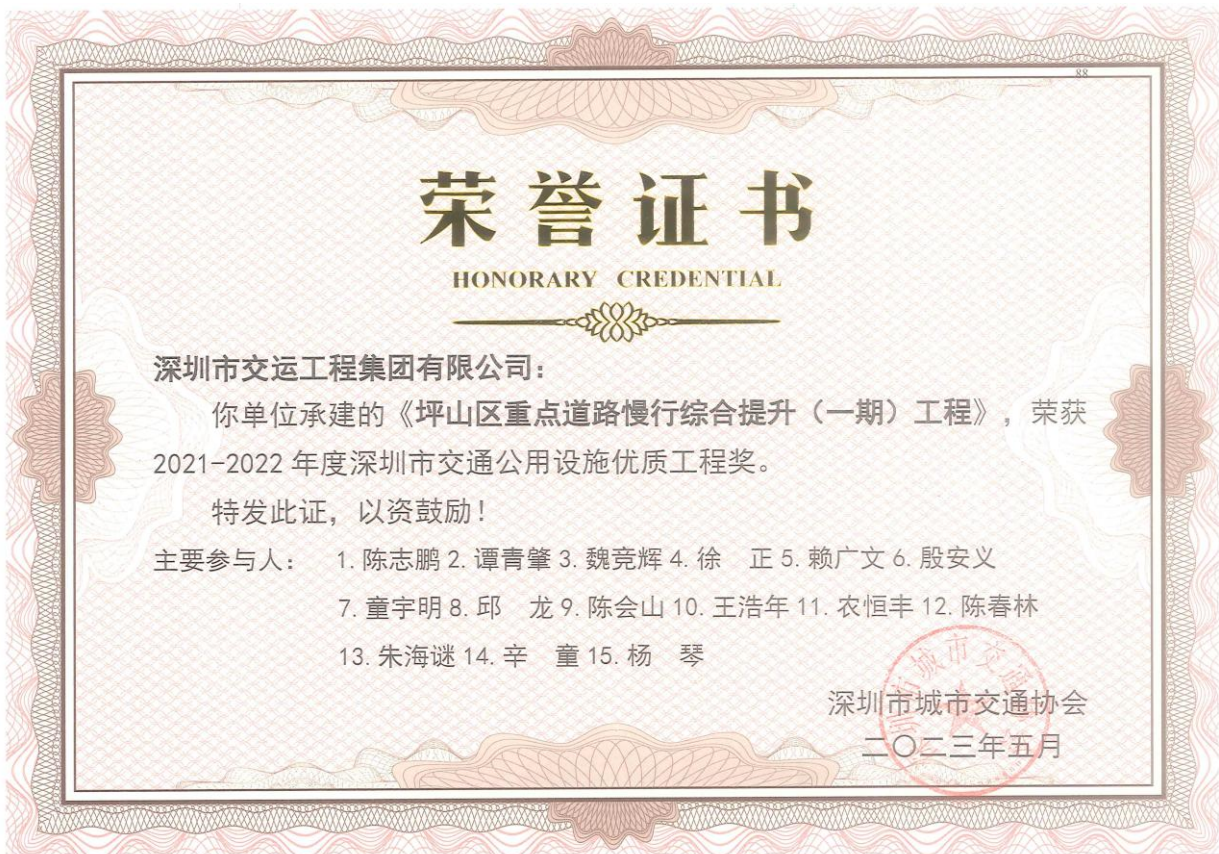 88
荣誉证书
HONORARY CREDENTIAL
深圳市交运工程集团有限公司：
你单位承建的《坪山区重点道路慢行综合提升（一期）工程》，荣获
2021-2022 年度深圳市交通公用设施优质工程奖。
特发此证，以资鼓励！
主要参与人： 1. 陈志鹏 2. 谭青肇 3. 魏竞辉 4. 徐　正 5. 赖广文 6. 殷安义
7. 童宇明 8. 邱　龙 9. 陈会山 10. 王浩年 11. 农恒丰 12. 陈春林
13. 朱海谜 14. 辛　童 15. 杨　琴
深圳市城市交通协会
二〇二三年五月